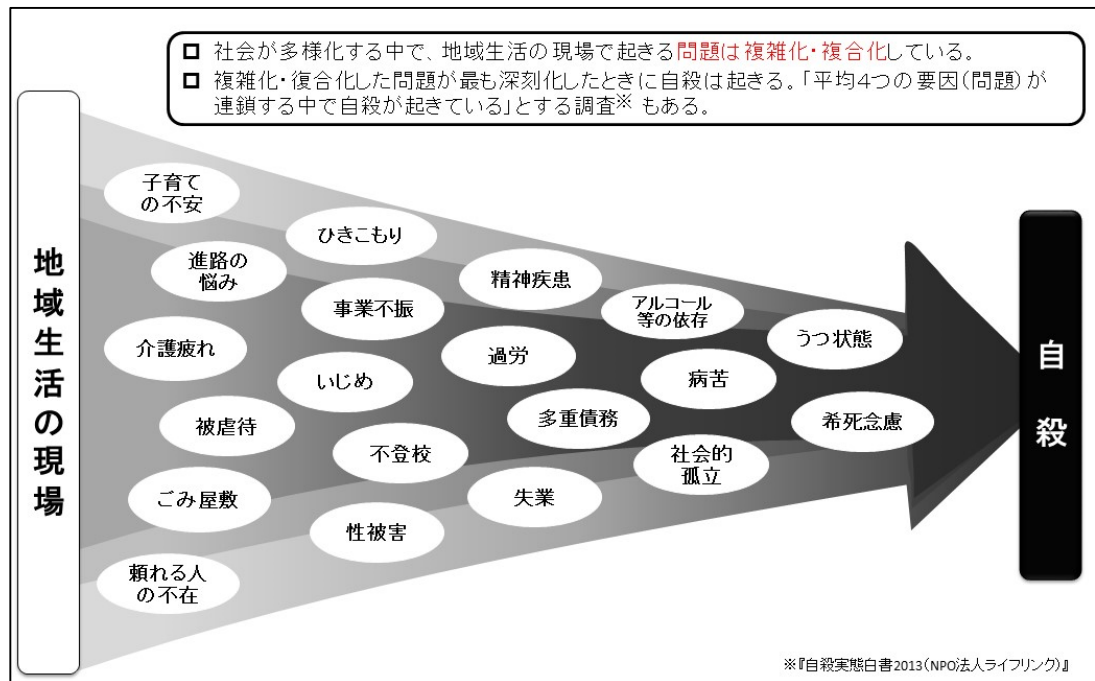 □ 社会が多様化する中で、地域生活の現場で起きる問題は複雑化・複合化している。
□ 複雑化・復合化した問題が最も深刻化したときに自殺は起きる。「平均4つの要因(問題)が
連鎖する中で自殺が起きている」とする調査※ もある。
地域生活の現場
子育て
の不安
進路の
悩み
介護疲れ
被虐待
ごみ屋敷
頼れる人
の不在
ひきこもり
事業不振
いじめ
不登校
性被害
精神疾患
過労
多重債務
失業
アルコール
等の依存
病苦
社会的
孤立
うつ状態
希死念慮
自殺
※『自殺実態白書2013(NPO法人ライフリンク)』